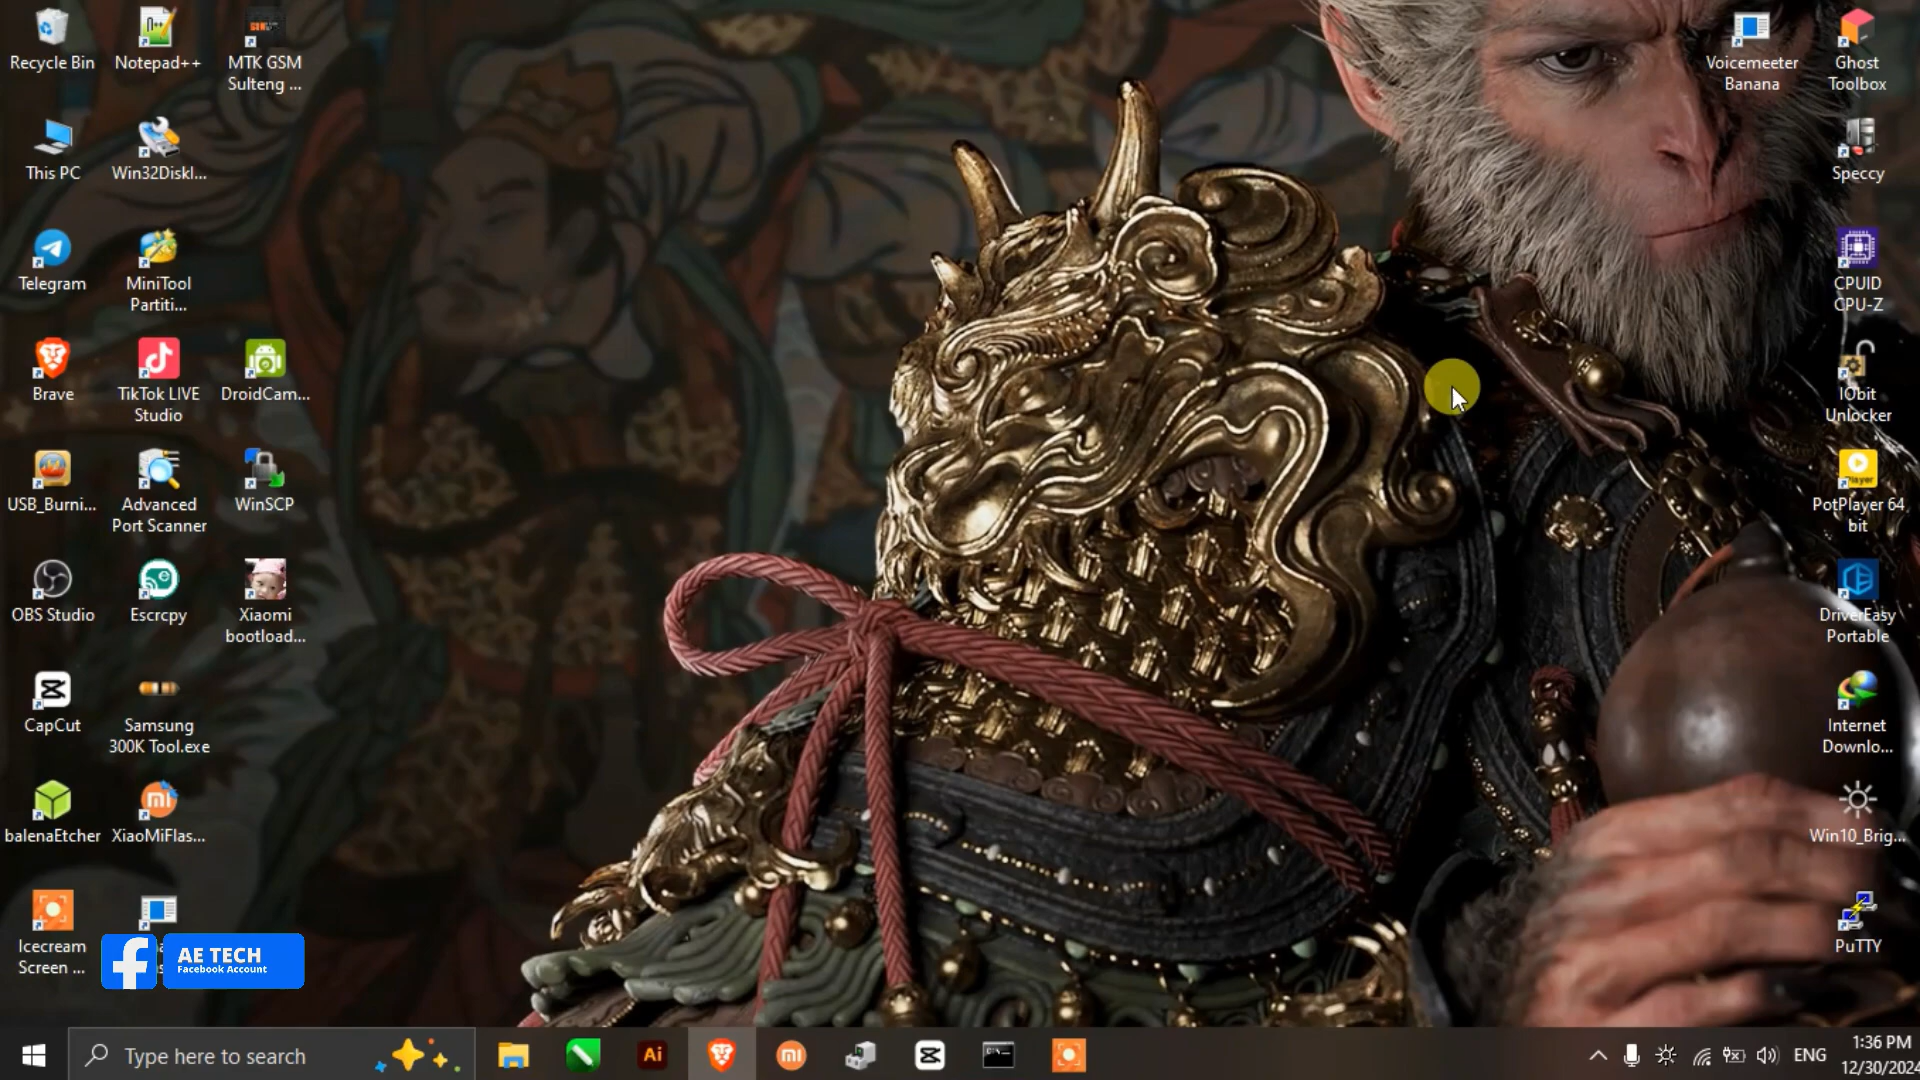 Recycle Bin
Notepad++
MTK GSM
Sulteng ...
This PC
Win32DiskI...
Telegram
MiniTool
Partiti...
Brave
TikTok LIVE
Studio
DroidCam...
USB_Burni...
Advanced
Port Scanner
WinSCP
OBS Studio
Escrcpy
Xiaomi
bootload...
CapCut
Samsung
300K Tool.exe
balenaEtcher
XiaoMiFlas...
Icecream
Screen ...
AE TECH
Facebook Account
Voicemeeter
Banana
Ghost
Toolbox
Speccy
CPUID
CPU-Z
IObit
Unlocker
Player
PotPlayer 64
bit
DriverEasy
Portable
Internet
Downlo...
Win10_Brig...
PuTTY
Type here to search
Ai
ENG
1:36 PM
12/30/2024